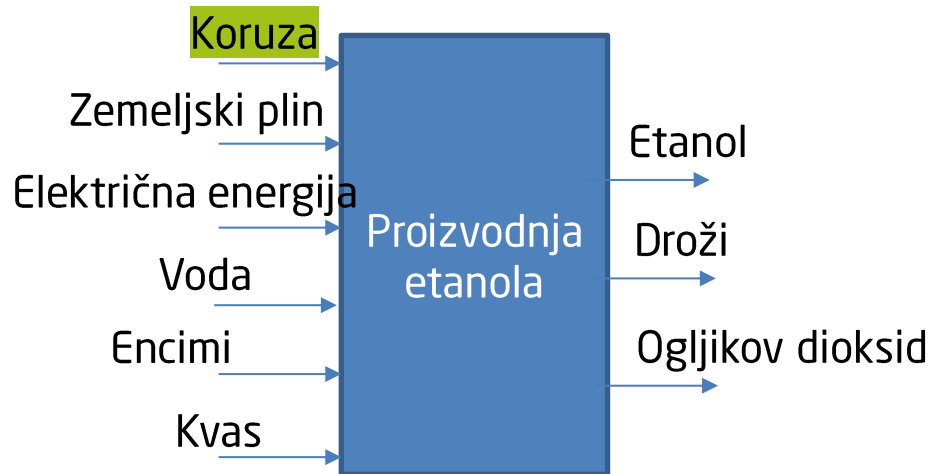 Koruza
Zemeljski plin
Električna energija
Voda
Encimi
Kvas
Proizvodnja
etanola
Etanol
Droži
Ogljikov dioksid